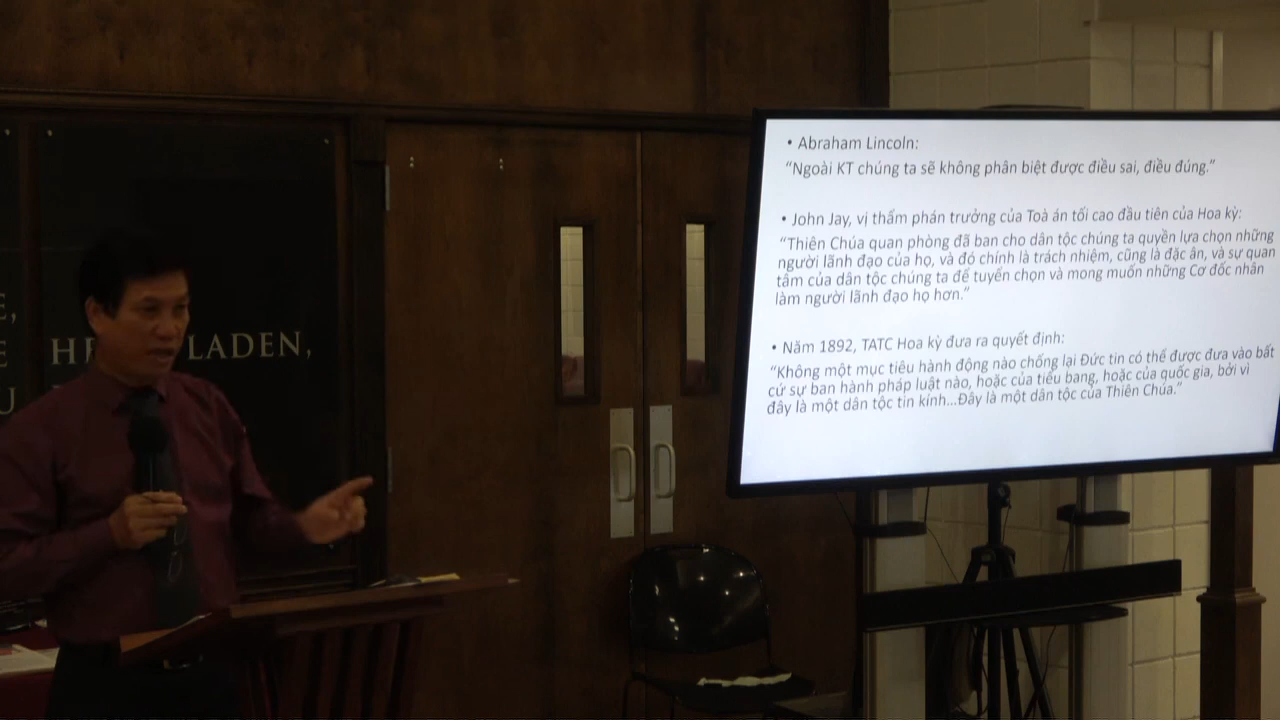 E,
E
U
HE LADEN,
• Abraham Lincoln:
“Ngoài KT chúng ta sẽ không phân biệt được điều sai, điều đúng.”
• John Jay, vị thẩm phán trưởng của Toà án tối cao đầu tiên của Hoa kỳ:
“Thiên Chúa quan phòng đã ban cho dân tộc chúng ta quyền lựa chọn những
người lãnh đạo của họ, và đó chính là trách nhiệm, cũng là đặc ân, và sự quan
tâm của dân tộc chúng ta để tuyển chọn và mong muốn những Cơ đốc nhân
làm người lãnh đạo họ hơn.”
• Năm 1892, TATC Hoa kỳ đưa ra quyết định:
“Không một mục tiêu hành động nào chống lại Đức tin có thể được đưa vào bất
cứ sự ban hành pháp luật nào, hoặc của tiểu bang, hoặc của quốc gia, bởi vì
đây là một dân tộc tin kính...Đây là một dân tộc của Thiên Chúa.”